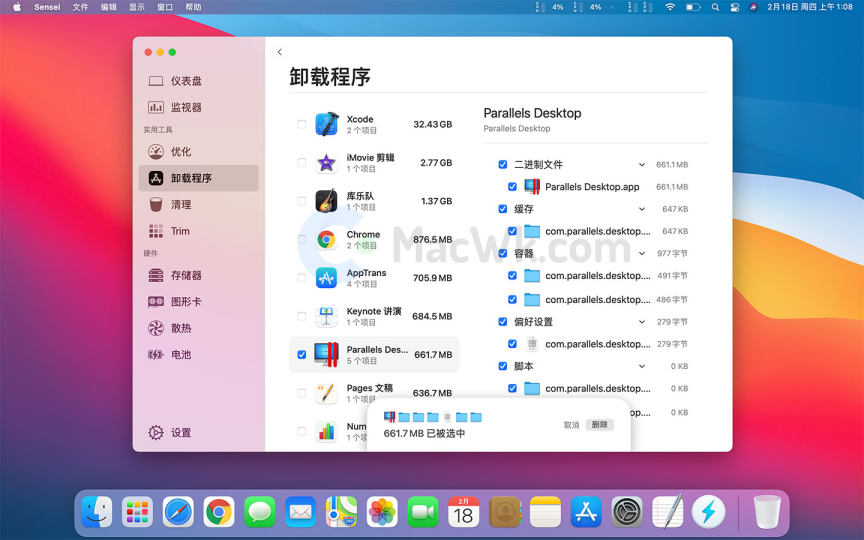 Sensei 文件 编辑 显示 窗口 帮助
4% 4% 2月18日 周四 上午1:08
仪表盘
监视器
实用工具
优化
卸载程序
清理
Trim
硬件
存储器
图形卡
散热
电池
设置
卸载程序
Xcode
2 个项目
32.43 GB
iMovie 剪辑
1 个项目
2.77 GB
库乐队
1 个项目
1.37 GB
Chrome
2 个项目
876.5 MB
AppTrans
4 个项目
705.9 MB
Keynote 讲演
1 个项目
684.5 MB
Parallels Des...
5 个项目
661.7 MB
Pages 文稿
1 个项目
636.7 MB
Num
1 个项
Parallels Desktop
Parallels Desktop
二进制文件 661.1 MB
Parallels Desktop.app 661.1 MB
缓存 647 KB
com.parallels.desktop.... 647 KB
容器 977 字节
com.parallels.desktop.... 491 字节
com.parallels.desktop.... 486 字节
偏好设置 279 字节
com.parallels.desktop.... 279 字节
脚本 0 KB
com.parallels.desktop.... 0 KB
top.... 0 KB
661.7 MB 已被选中
取消 删除
MacWk.com
2月
18